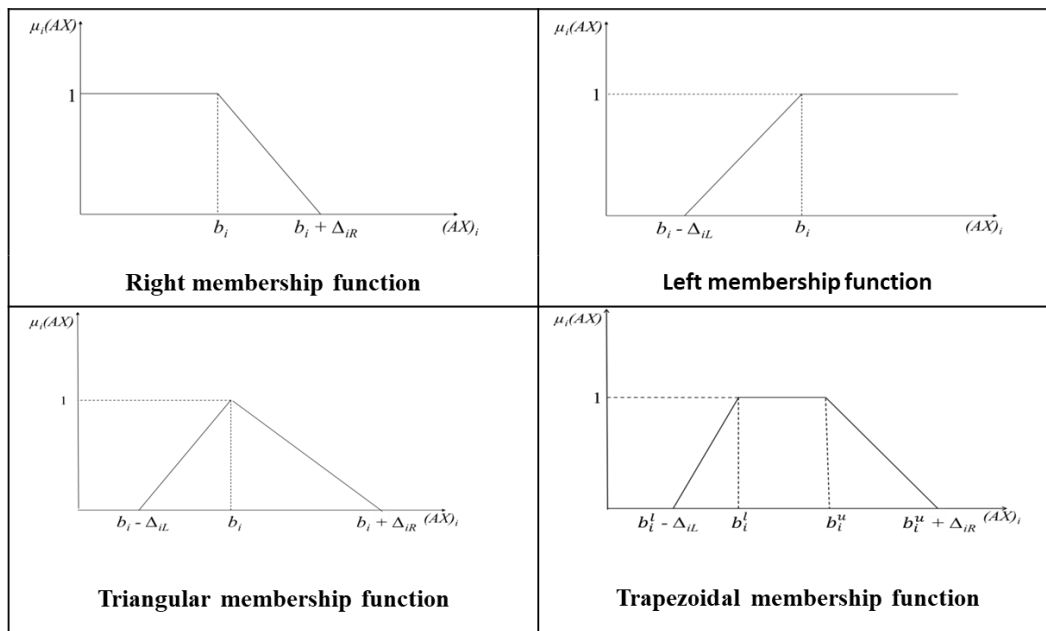 μᵢ(AX)
1
bᵢ
bᵢ + Δᵢᴿ
(AX)ᵢ
Right membership function
μᵢ(AX)
1
bᵢ - ΔᵢL
bᵢ
(AX)ᵢ
Left membership function
μᵢ(AX)
1
bᵢ - ΔᵢL
bᵢ
bᵢ + Δᵢᴿ
(AX)ᵢ
Triangular membership function
μᵢ(AX)
1
bᵢˡ - ΔᵢL
bᵢˡ
bᵢᵘ
bᵢᵘ + Δᵢᴿ
(AX)ᵢ
Trapezoidal membership function